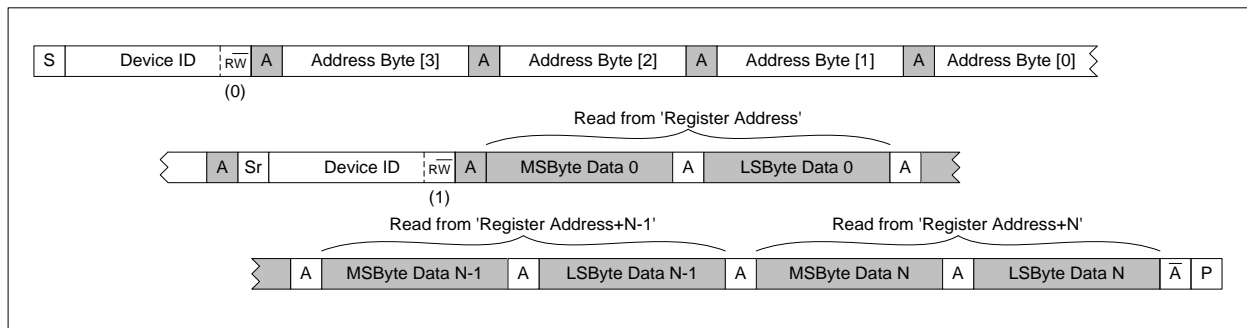 S Device ID RW̅ A Address Byte [3] A Address Byte [2] A Address Byte [1] A Address Byte [0]
(0)
Read from 'Register Address'
A Sr Device ID RW̅ A MSByte Data 0 A LSByte Data 0 A
(1)
Read from 'Register Address+N-1' Read from 'Register Address+N'
A MSByte Data N-1 A LSByte Data N-1 A MSByte Data N A LSByte Data N A̅ P